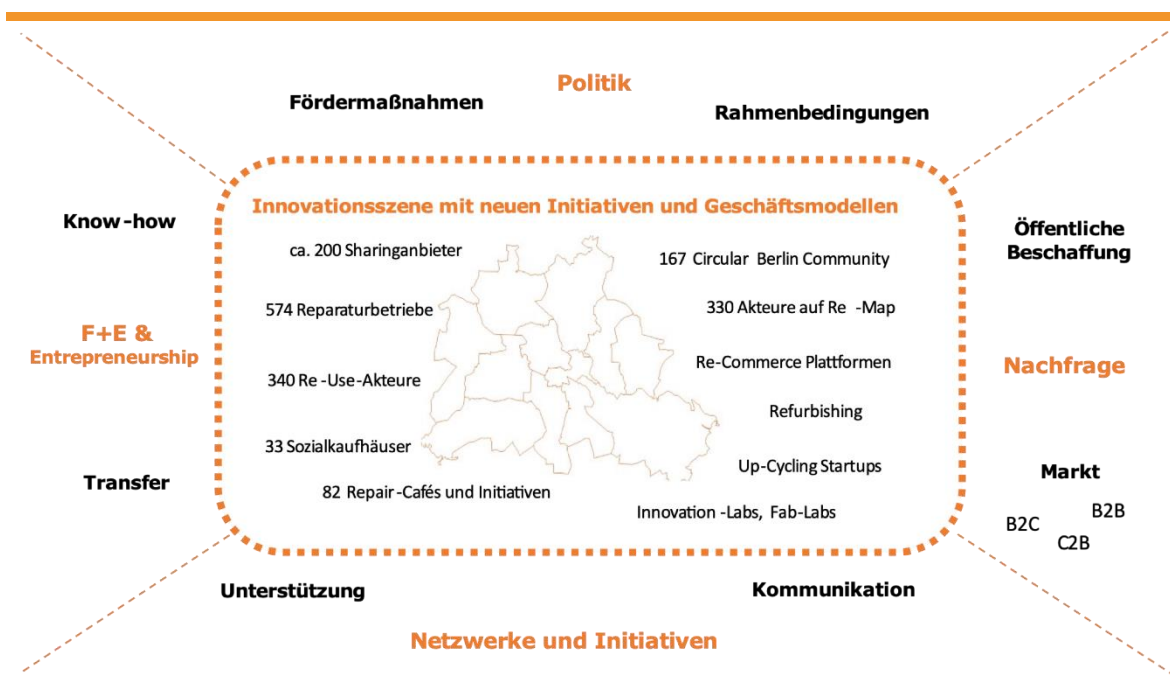 Politik
Fördermaßnahmen
Rahmenbedingungen
Know-how
F+E &
Entrepreneurship
Transfer
Innovationsszene mit neuen Initiativen und Geschäftsmodellen
ca. 200 Sharinganbieter
574 Reparaturbetriebe
340 Re-Use-Akteure
33 Sozialkaufhäuser
82 Repair-Cafés und Initiativen
167 Circular Berlin Community
330 Akteure auf Re -Map
Re-Commerce Plattformen
Refurbishing
Up-Cycling Startups
Innovation -Labs, Fab-Labs
Öffentliche
Beschaffung
Nachfrage
Markt
B2B
B2C
C2B
Unterstützung
Kommunikation
Netzwerke und Initiativen